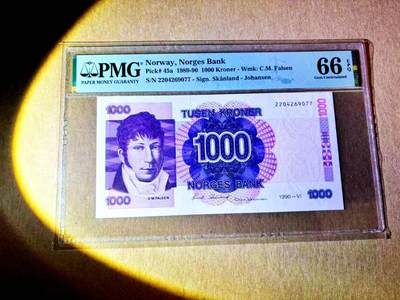 PMG
PAPER MONEY GUARANTY
Norway, Norges Bank
Pick# 45a 1989-90 1000 Kroner - Wmk: C.M. Falsen
S/N 2204269077 - Sign. Skånland - Johansen
66 EPQ
Gem Uncirculated
1000
TUSEN KRONER
2204269077
1000
1000
NORGES BANK
1000
C M FALSEN
1990-VI
1000